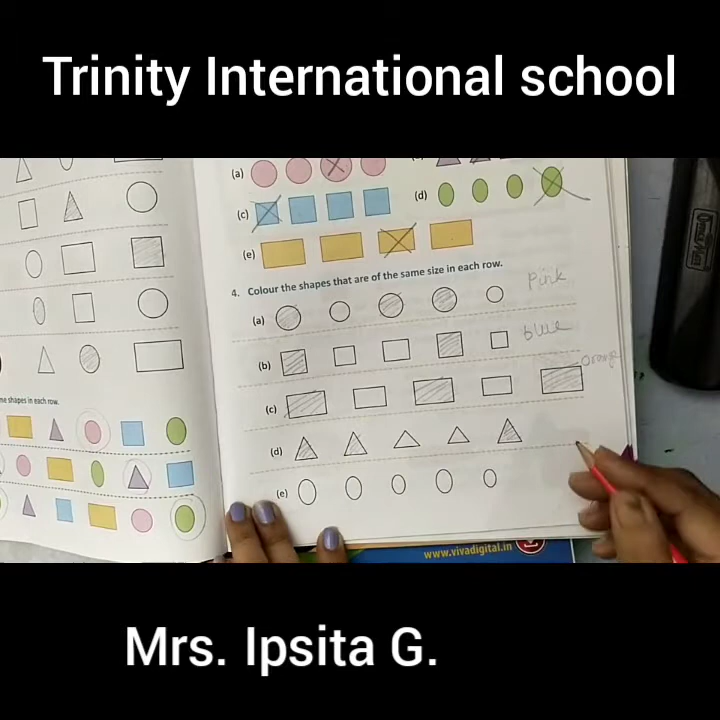 Trinity International school
(a)
(c)
(d)
(e)
4. Colour the shapes that are of the same size in each row.
Pink
(a)
(b)
blue
(c)
Orange
(d)
(e)
me shapes in each row.
www.vivadigital.in
Mrs. Ipsita G.